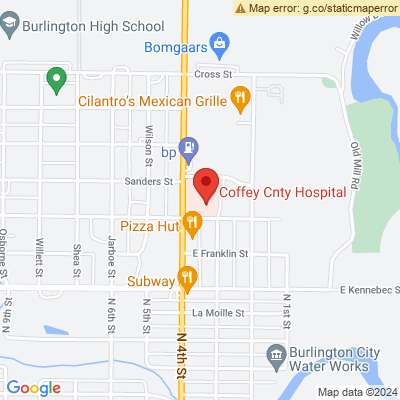 Map error: g.co/staticmaperror
Burlington High School
Willow
Bomgaars
Cross St
Cilantro's Mexican Grille
Wilson St
Old Mill Rd
bp
Sanders St
Coffey Cnty Hospital
Pizza Hut
Osborne St
Willett St
Shea St
Jarboe St
E Franklin St
Subway
E Kennebec S
N 4th St
N 6th St
N 5th St
N 4th St
La Moille St
N 1st St
Burlington City
Water Works
Google
Map data ©2024